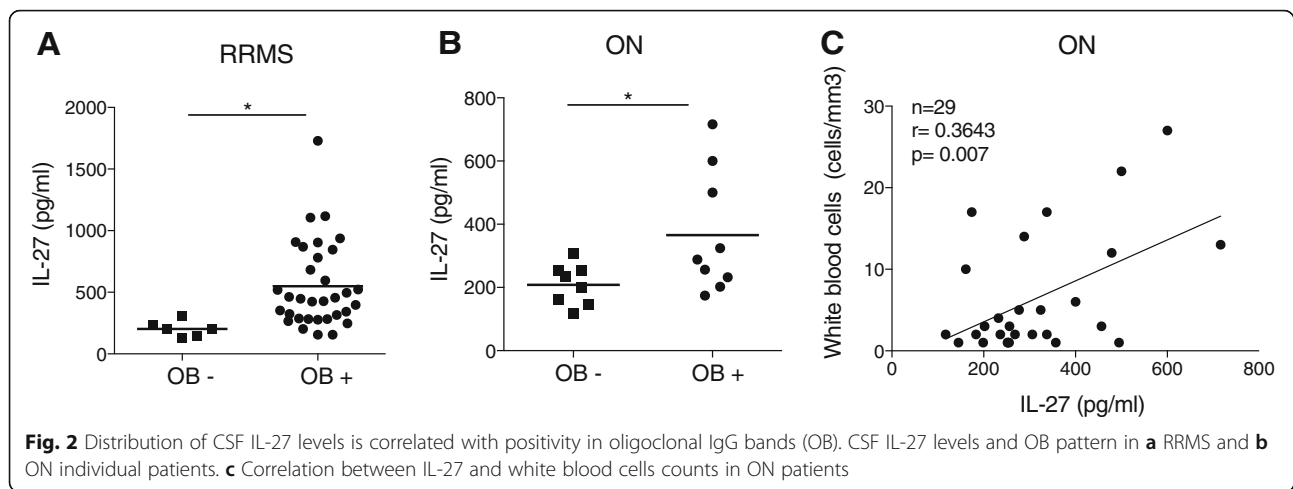 A
RRMS
*
IL-27 (pg/ml)
2000
1500
1000
500
0
OB -
OB +
B
ON
*
IL-27 (pg/ml)
800
600
400
200
0
OB -
OB +
C
ON
White blood cells (cells/mm3)
n=29
r= 0.3643
p= 0.007
30
20
10
0
0
200
400
600
800
IL-27 (pg/ml)
Fig. 2 Distribution of CSF IL-27 levels is correlated with positivity in oligoclonal IgG bands (OB). CSF IL-27 levels and OB pattern in a RRMS and b
ON individual patients. c Correlation between IL-27 and white blood cells counts in ON patients